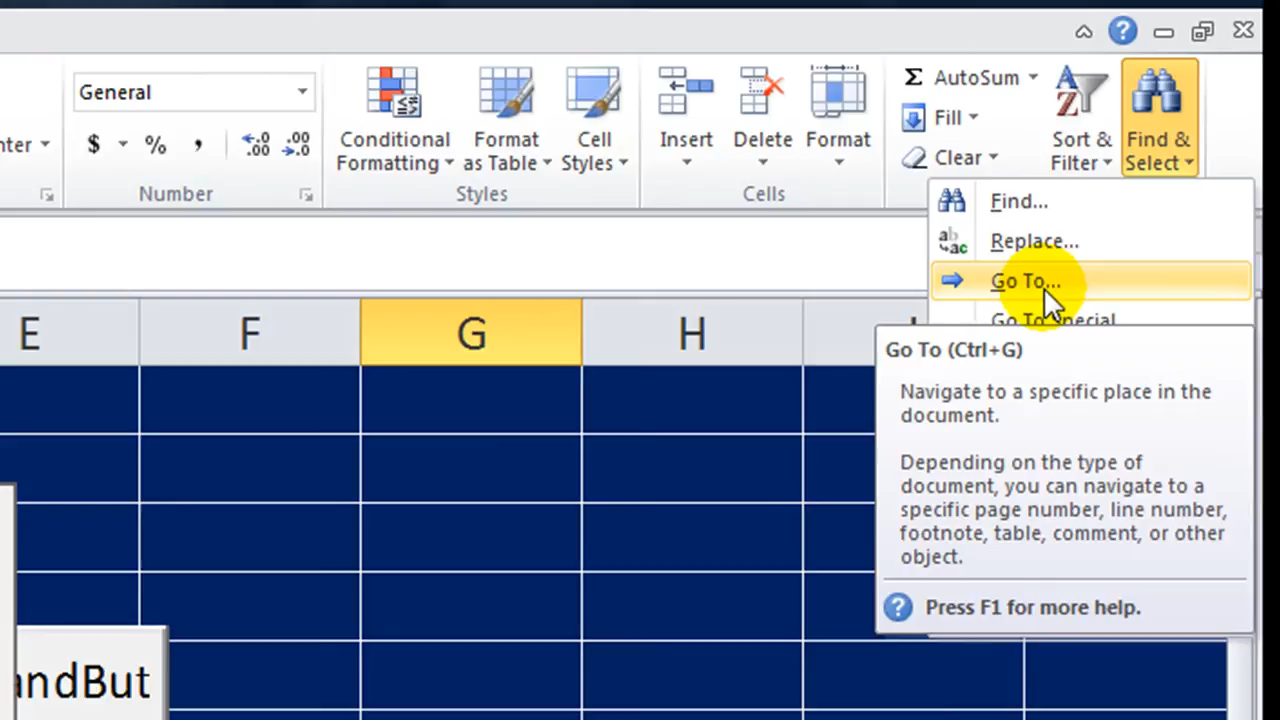 General
AutoSum
Fill
Clear
nter
$ % , .0 .00 .00 .0
Conditional
Formatting
Format
as Table
Cell
Styles
Insert
Delete
Format
Sort &
Filter
Find &
Select
Number
Styles
Cells
Find...
Replace...
Go To...
Go To Special
Go To (Ctrl+G)
Navigate to a specific place in the
document.
Depending on the type of
document, you can navigate to a
specific page number, line number,
footnote, table, comment, or other
object.
Press F1 for more help.
E F G H
andBut